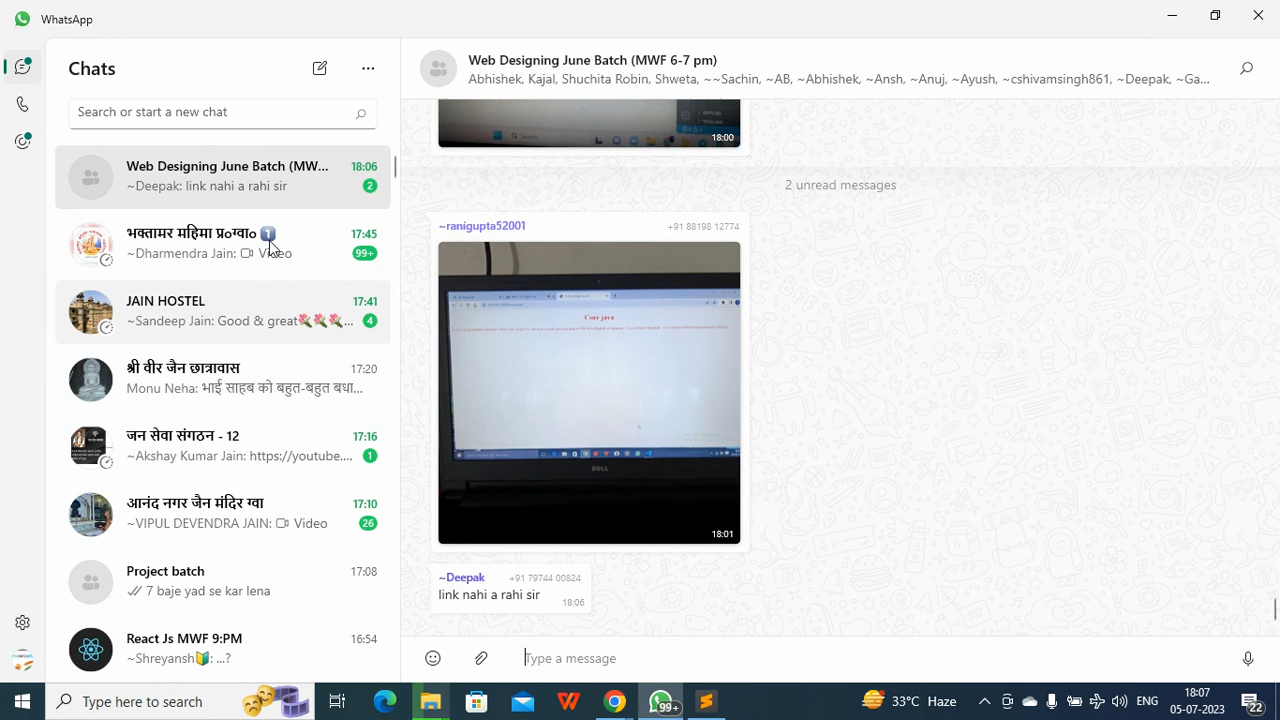 WhatsApp
Chats
Search or start a new chat
Web Designing June Batch (MW... 18:06
~Deepak: link nahi a rahi sir 2
भक्तामर महिमा प्र०ग्वा० 1️⃣ 17:45
~Dharmendra Jain: Video 99+
JAIN HOSTEL 17:41
~Sandeep Jain: Good & great💐💐💐... 4
श्री वीर जैन छात्रावास 17:20
Monu Neha: भाई साहब को बहुत-बहुत बधा...
जन सेवा संगठन - 12 17:16
~Akshay Kumar Jain: https://youtube.... 1
आनंद नगर जैन मंदिर ग्वा 17:10
~VIPUL DEVENDRA JAIN: Video 26
Project batch 17:08
7 baje yad se kar lena
React Js MWF 9:PM 16:54
~Shreyansh🔰: ...?
Web Designing June Batch (MWF 6-7 pm)
Abhishek, Kajal, Shuchita Robin, Shweta, ~~Sachin, ~AB, ~Abhishek, ~Ansh, ~Anuj, ~Ayush, ~cshivamsingh861, ~Deepak, ~Ga...
Search
18:00
2 unread messages
~ranigupta52001 +91 88198 12774
Core java
DELL
18:01
~Deepak +91 79744 00824
link nahi a rahi sir
18:06
Type a message
Type here to search
99+
33°C Haze
ENG
18:07
05-07-2023
22